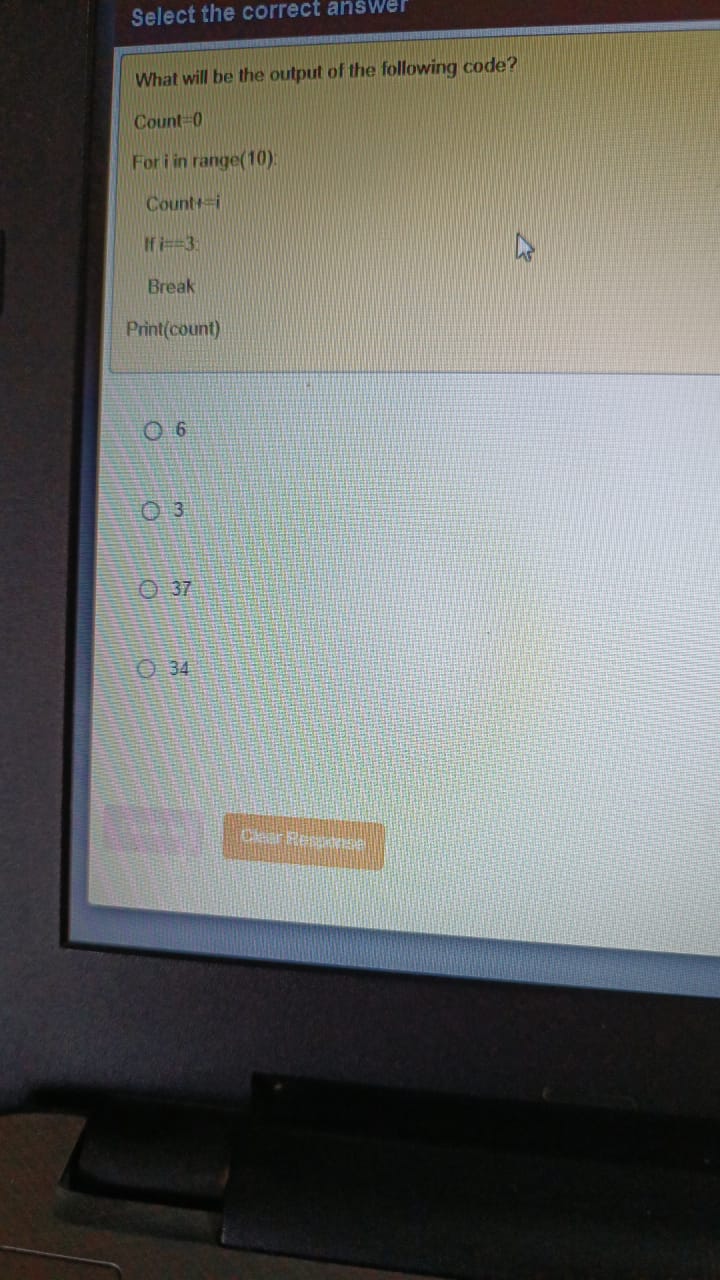 Select the correct answer
What will be the output of the following code?
Count=0
For i in range(10):
Count+=i
If i==3:
Break
Print(count)
6
3
37
34
Clear Response